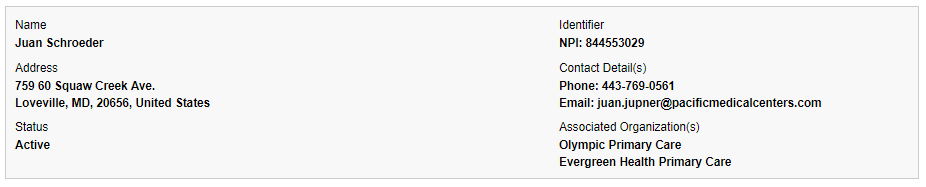 Name
Juan Schroeder
Identifier
NPI: 844553029
Address
759 60 Squaw Creek Ave.
Loveville, MD, 20656, United States
Contact Detail(s)
Phone: 443-769-0561
Email: juan.jupner@pacificmedicalcenters.com
Status
Active
Associated Organization(s)
Olympic Primary Care
Evergreen Health Primary Care